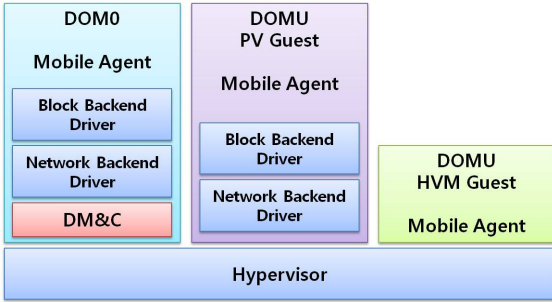 DOM0
Mobile Agent
Block Backend
Driver
Network Backend
Driver
DM&C
DOMU
PV Guest
Mobile Agent
Block Backend
Driver
Network Backend
Driver
DOMU
HVM Guest
Mobile Agent
Hypervisor